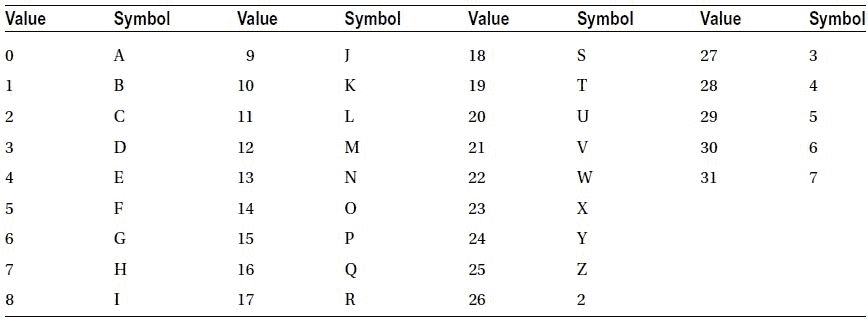 Value Symbol Value Symbol Value Symbol Value Symbol
0 A 9 J 18 S 27 3
1 B 10 K 19 T 28 4
2 C 11 L 20 U 29 5
3 D 12 M 21 V 30 6
4 E 13 N 22 W 31 7
5 F 14 O 23 X
6 G 15 P 24 Y
7 H 16 Q 25 Z
8 I 17 R 26 2